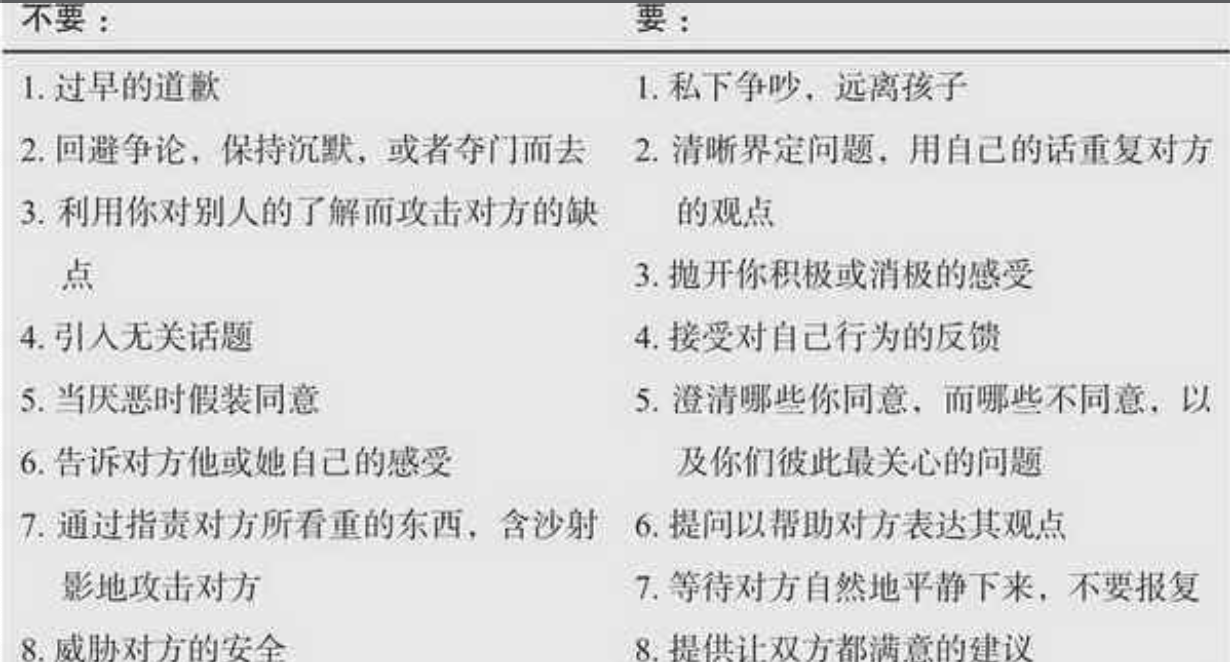 不要：
1. 过早的道歉
2. 回避争论，保持沉默，或者夺门而去
3. 利用你对别人的了解而攻击对方的缺
点
4. 引入无关话题
5. 当厌恶时假装同意
6. 告诉对方他或她自己的感受
7. 通过指责对方所看重的东西，含沙射
影地攻击对方
8. 威胁对方的安全
要：
1. 私下争吵，远离孩子
2. 清晰界定问题，用自己的话重复对方
的观点
3. 抛开你积极或消极的感受
4. 接受对自己行为的反馈
5. 澄清哪些你同意，而哪些不同意，以
及你们彼此最关心的问题
6. 提问以帮助对方表达其观点
7. 等待对方自然地平静下来，不要报复
8. 提供让双方都满意的建议